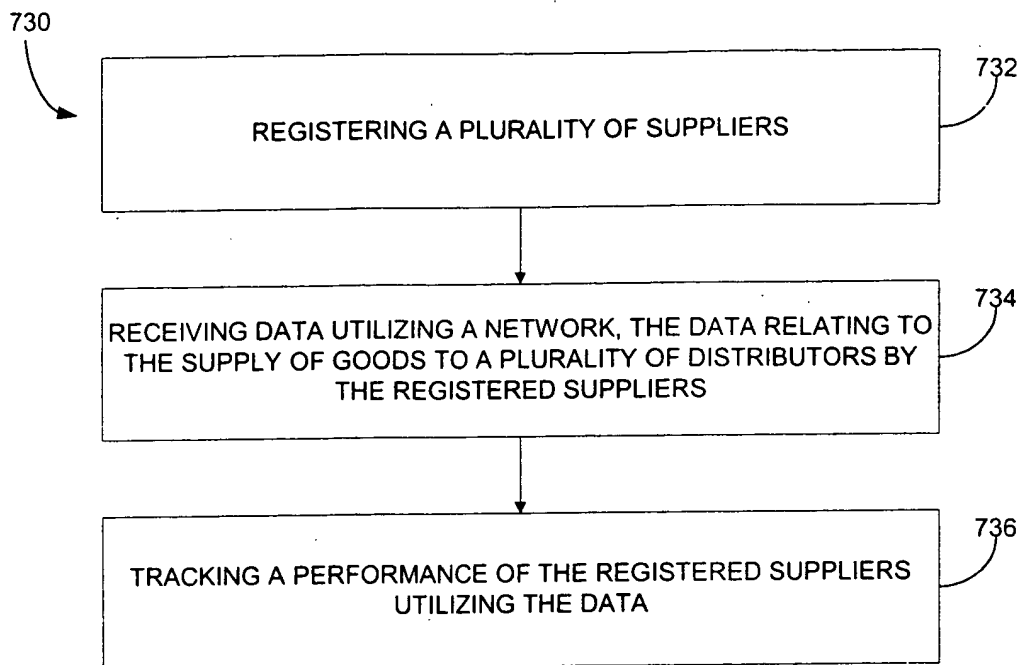 730
732
REGISTERING A PLURALITY OF SUPPLIERS
734
RECEIVING DATA UTILIZING A NETWORK, THE DATA RELATING TO
THE SUPPLY OF GOODS TO A PLURALITY OF DISTRIBUTORS BY
THE REGISTERED SUPPLIERS
736
TRACKING A PERFORMANCE OF THE REGISTERED SUPPLIERS
UTILIZING THE DATA